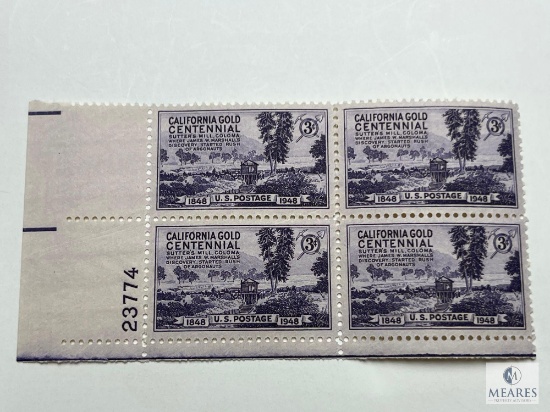 CALIFORNIA GOLD
CENTENNIAL
SUTTER'S MILL, COLOMA
WHERE JAMES W. MARSHALL'S
DISCOVERY STARTED RUSH
OF ARGONAUTS
3¢
1848 U.S. POSTAGE 1948
CALIFORNIA GOLD
CENTENNIAL
SUTTER'S MILL, COLOMA
WHERE JAMES W. MARSHALL'S
DISCOVERY STARTED RUSH
OF ARGONAUTS
3¢
1848 U.S. POSTAGE 1948
CALIFORNIA GOLD
CENTENNIAL
SUTTER'S MILL, COLOMA
WHERE JAMES W. MARSHALL'S
DISCOVERY STARTED RUSH
OF ARGONAUTS
3¢
1848 U.S. POSTAGE 1948
CALIFORNIA GOLD
CENTENNIAL
SUTTER'S MILL, COLOMA
WHERE JAMES W. MARSHALL'S
DISCOVERY STARTED RUSH
OF ARGONAUTS
3¢
1848 U.S. POSTAGE 1948
23774
M
MEARES